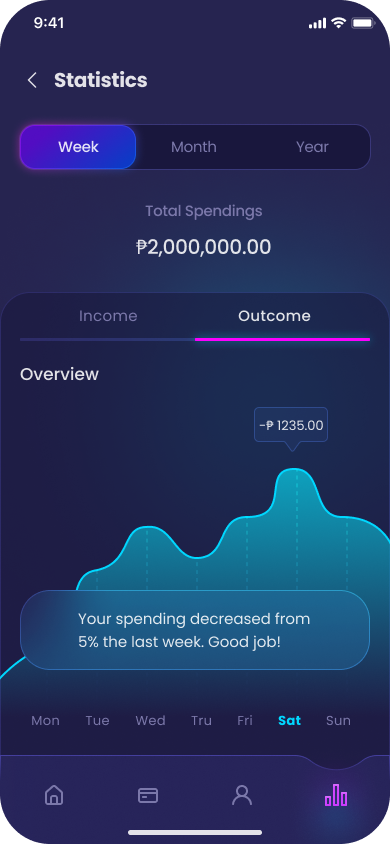 9:41
Statistics
Week Month Year
Total Spendings
₱2,000,000.00
Income Outcome
Overview
-₱ 1235.00
Your spending decreased from
5% the last week. Good job!
Mon Tue Wed Tru Fri Sat Sun